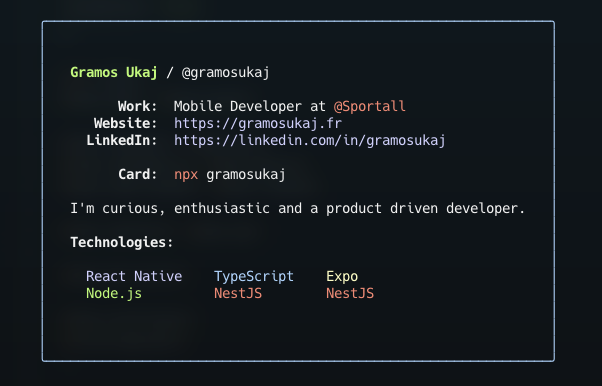 Gramos Ukaj / @gramosukaj
Work: Mobile Developer at @Sportall
Website: https://gramosukaj.fr
LinkedIn: https://linkedin.com/in/gramosukaj
Card: npx gramosukaj
I'm curious, enthusiastic and a product driven developer.
Technologies:
React Native TypeScript Expo
Node.js NestJS NestJS